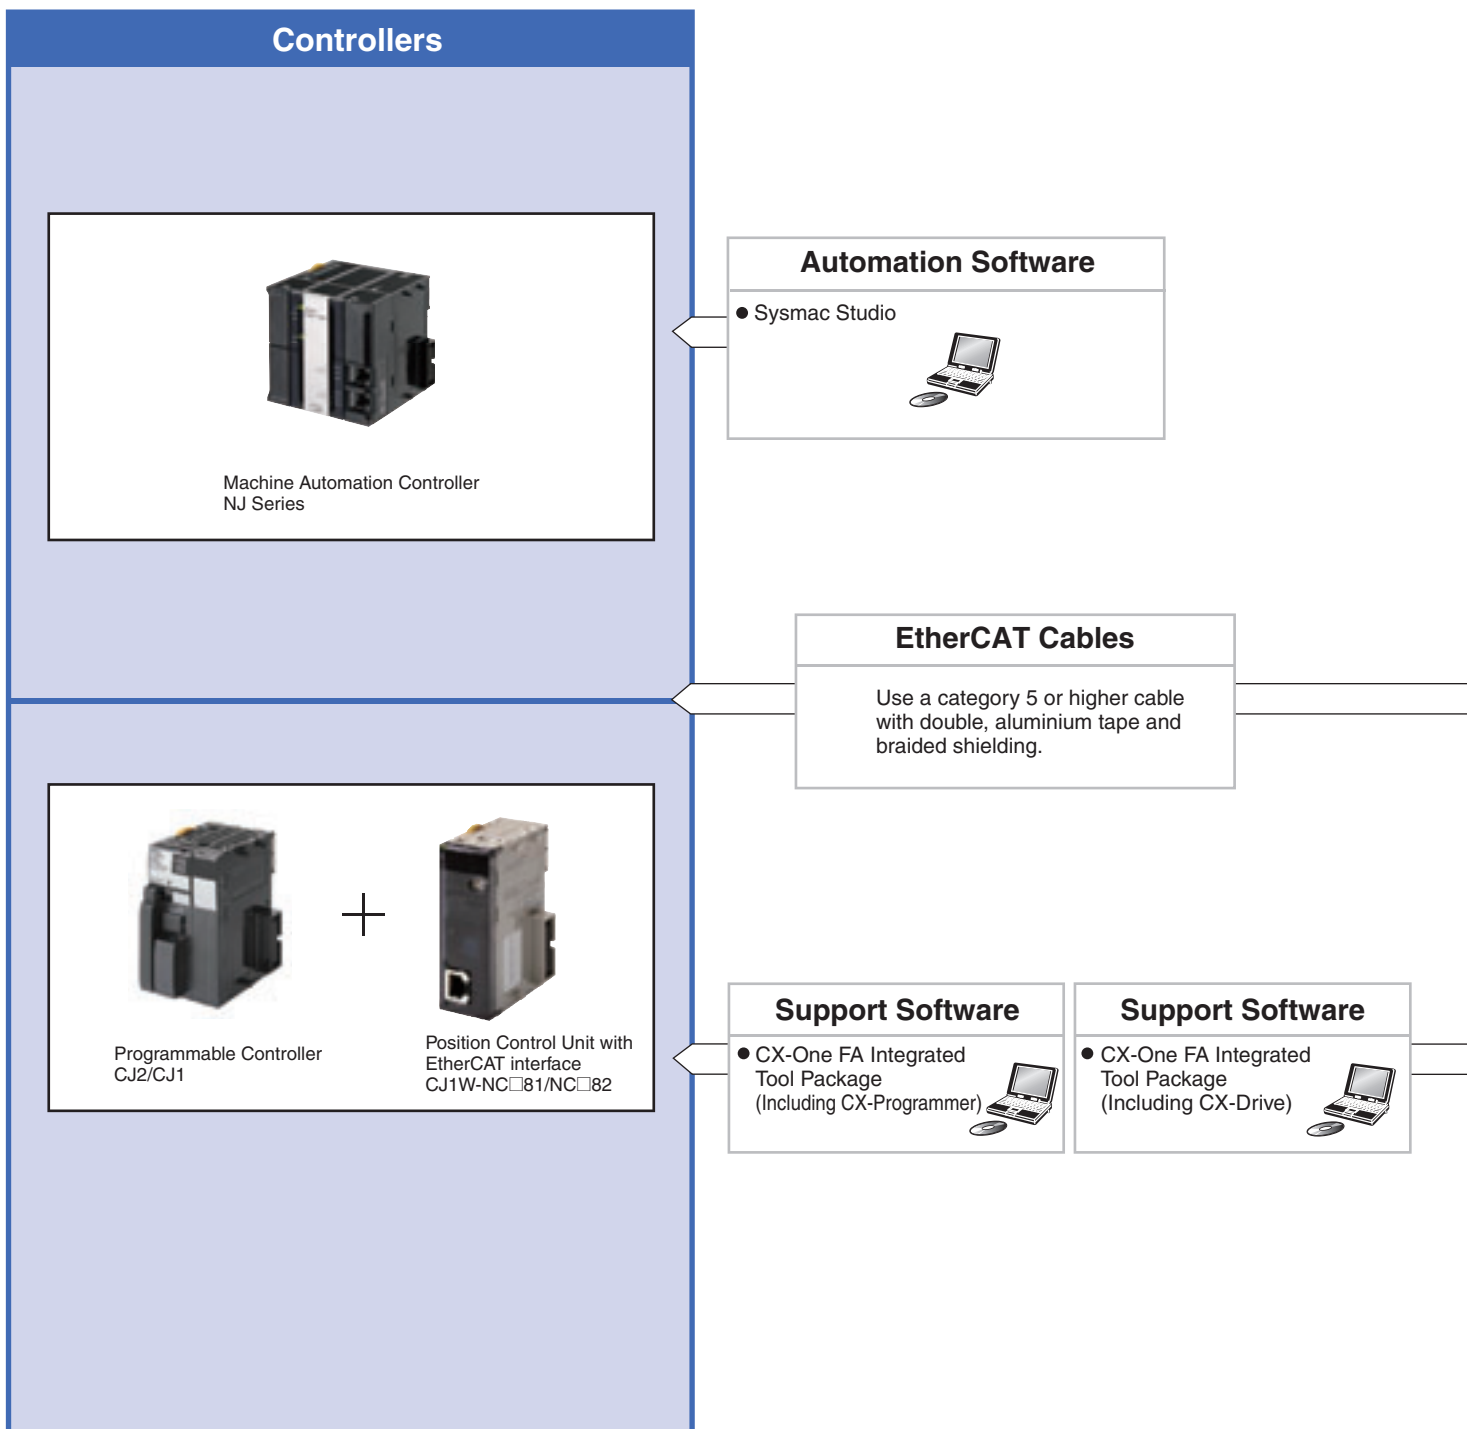 Controllers
Machine Automation Controller
NJ Series
Automation Software
● Sysmac Studio
EtherCAT Cables
Use a category 5 or higher cable
with double, aluminium tape and
braided shielding.
Programmable Controller
CJ2/CJ1
Position Control Unit with
EtherCAT interface
CJ1W-NC□81/NC□82
Support Software
● CX-One FA Integrated
Tool Package
(Including CX-Programmer)
Support Software
● CX-One FA Integrated
Tool Package
(Including CX-Drive)